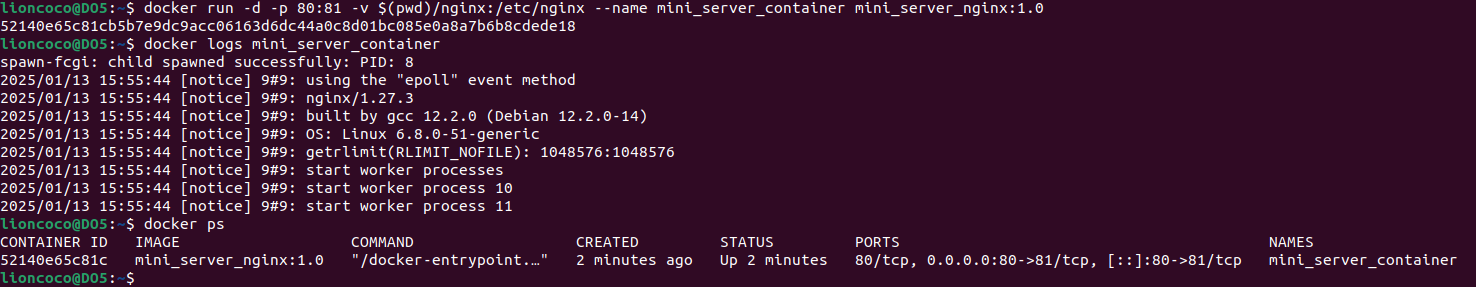 lioncoco@DO5:~$ docker run -d -p 80:81 -v $(pwd)/nginx:/etc/nginx --name mini_server_container mini_server_nginx:1.0
52140e65c81cb5b7e9dc9acc06163d6dc44a0c8d01bc085e0a8a7b6b8cdede18
lioncoco@DO5:~$ docker logs mini_server_container
spawn-fcgi: child spawned successfully: PID: 8
2025/01/13 15:55:44 [notice] 9#9: using the "epoll" event method
2025/01/13 15:55:44 [notice] 9#9: nginx/1.27.3
2025/01/13 15:55:44 [notice] 9#9: built by gcc 12.2.0 (Debian 12.2.0-14)
2025/01/13 15:55:44 [notice] 9#9: OS: Linux 6.8.0-51-generic
2025/01/13 15:55:44 [notice] 9#9: getrlimit(RLIMIT_NOFILE): 1048576:1048576
2025/01/13 15:55:44 [notice] 9#9: start worker processes
2025/01/13 15:55:44 [notice] 9#9: start worker process 10
2025/01/13 15:55:44 [notice] 9#9: start worker process 11
lioncoco@DO5:~$ docker ps
CONTAINER ID   IMAGE                   COMMAND                  CREATED         STATUS         PORTS                                             NAMES
52140e65c81c   mini_server_nginx:1.0   "/docker-entrypoint.…"   2 minutes ago   Up 2 minutes   80/tcp, 0.0.0.0:80->81/tcp, [::]:80->81/tcp   mini_server_container
lioncoco@DO5:~$